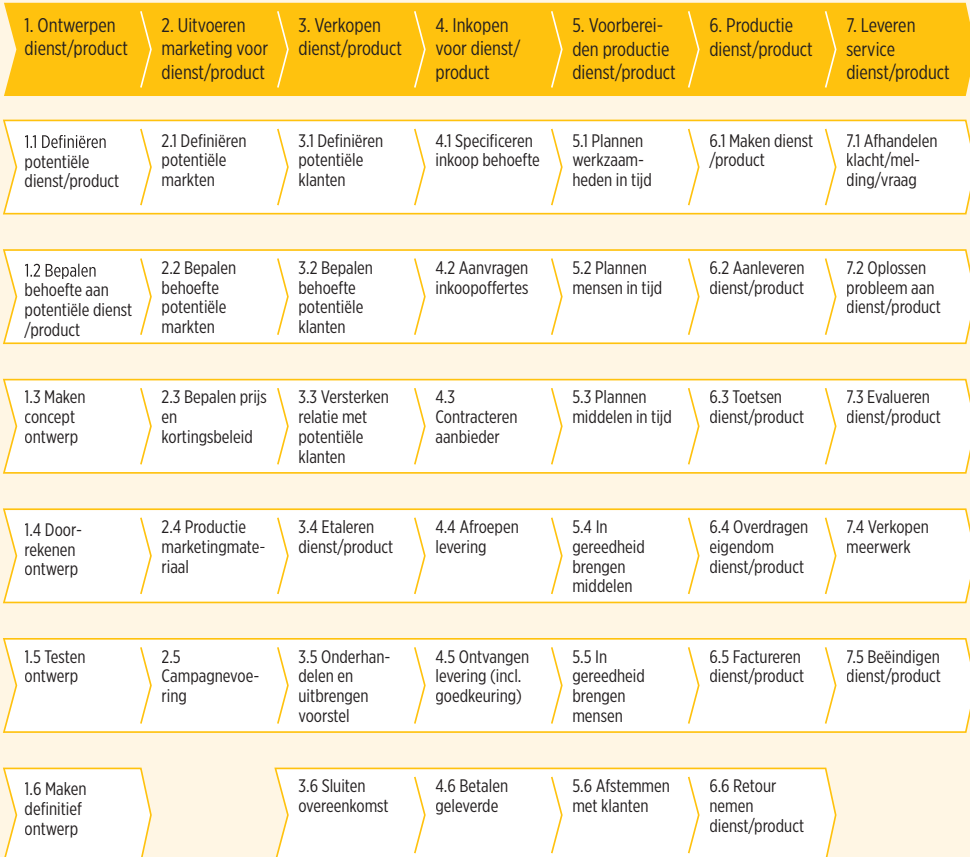 1. Ontwerpen
dienst/product
2. Uitvoeren
marketing voor
dienst/product
3. Verkopen
dienst/product
4. Inkopen
voor dienst/
product
5. Voorberei-
den productie
dienst/product
6. Productie
dienst/product
7. Leveren
service
dienst/product
1.1 Definiëren
potentiële
dienst/product
2.1 Definiëren
potentiële
markten
3.1 Definiëren
potentiële
klanten
4.1 Specificeren
inkoop behoefte
5.1 Plannen
werkzaam-
heden in tijd
6.1 Maken dienst
/product
7.1 Afhandelen
klacht/mel-
ding/vraag
1.2 Bepalen
behoefte aan
potentiële dienst
/product
2.2 Bepalen
behoefte
potentiële
markten
3.2 Bepalen
behoefte
potentiële
klanten
4.2 Aanvragen
inkoopoffertes
5.2 Plannen
mensen in tijd
6.2 Aanleveren
dienst/product
7.2 Oplossen
probleem aan
dienst/product
1.3 Maken
concept
ontwerp
2.3 Bepalen prijs
en
kortingsbeleid
3.3 Versterken
relatie met
potentiële
klanten
4.3
Contracteren
aanbieder
5.3 Plannen
middelen in tijd
6.3 Toetsen
dienst/product
7.3 Evalueren
dienst/product
1.4 Door-
rekenen
ontwerp
2.4 Productie
marketingmate-
riaal
3.4 Etaleren
dienst/product
4.4 Afroepen
levering
5.4 In
gereedheid
brengen
middelen
6.4 Overdragen
eigendom
dienst/product
7.4 Verkopen
meerwerk
1.5 Testen
ontwerp
2.5
Campagnevoe-
ring
3.5 Onderhan-
delen en
uitbrengen
voorstel
4.5 Ontvangen
levering (incl.
goedkeuring)
5.5 In
gereedheid
brengen
mensen
6.5 Factureren
dienst/product
7.5 Beëindigen
dienst/product
1.6 Maken
definitief
ontwerp
3.6 Sluiten
overeenkomst
4.6 Betalen
geleverde
5.6 Afstemmen
met klanten
6.6 Retour
nemen
dienst/product